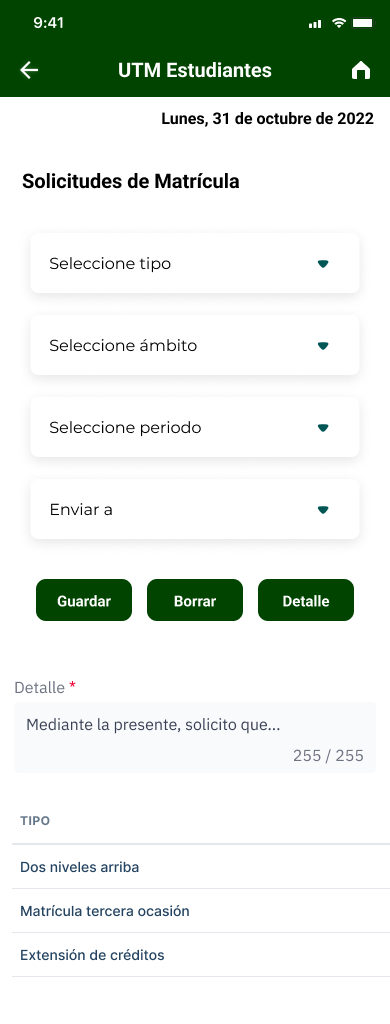 9:41
UTM Estudiantes
Lunes, 31 de octubre de 2022
Solicitudes de Matrícula
Seleccione tipo
Seleccione ámbito
Seleccione periodo
Enviar a
Guardar Borrar Detalle
Detalle *
Mediante la presente, solicito que...
255 / 255
TIPO
Dos niveles arriba
Matrícula tercera ocasión
Extensión de créditos